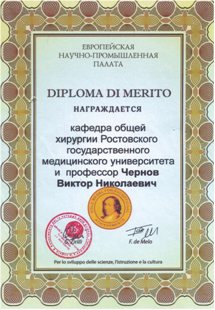 ЕВРОПЕЙСКАЯ
НАУЧНО-ПРОМЫШЛЕННАЯ
ПАЛАТА
DIPLOMA DI MERITO
НАГРАЖДАЕТСЯ
кафедра общей
хирургии Ростовского
государственного
медицинского университета
и профессор Чернов
Виктор Николаевич
F. de Melo
Per lo sviluppo delle scienze, l'istruzione e la cultura